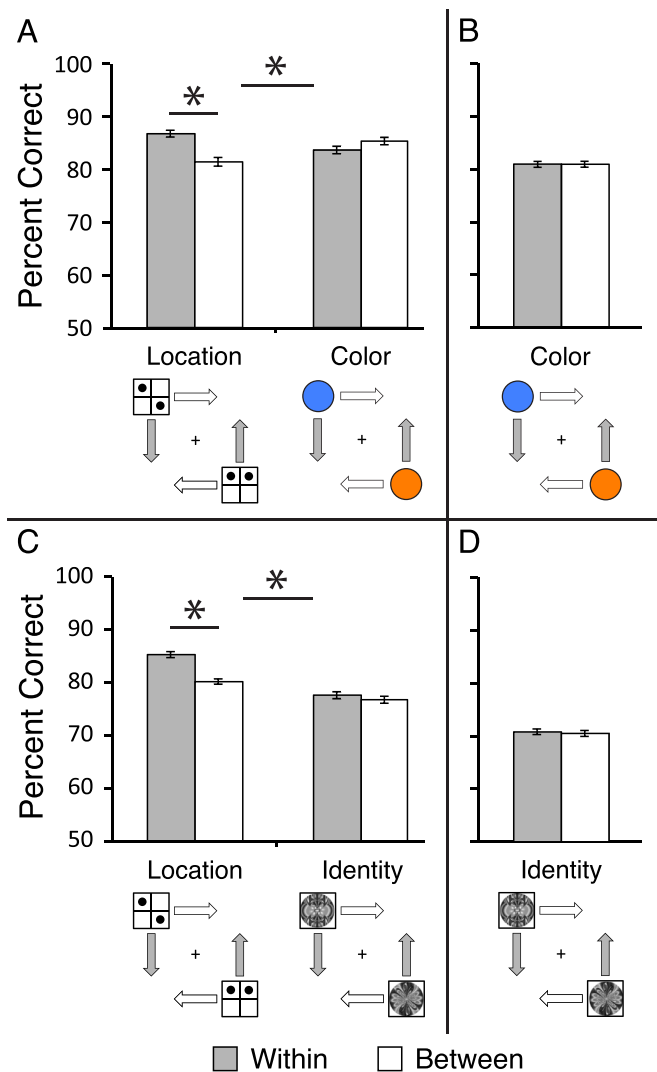 A
Percent Correct
100
90
80
70
60
50
*
*
Location
Color
+
+
B
Color
+
C
Percent Correct
100
90
80
70
60
50
*
*
Location
Identity
+
+
D
Identity
+
Within
Between